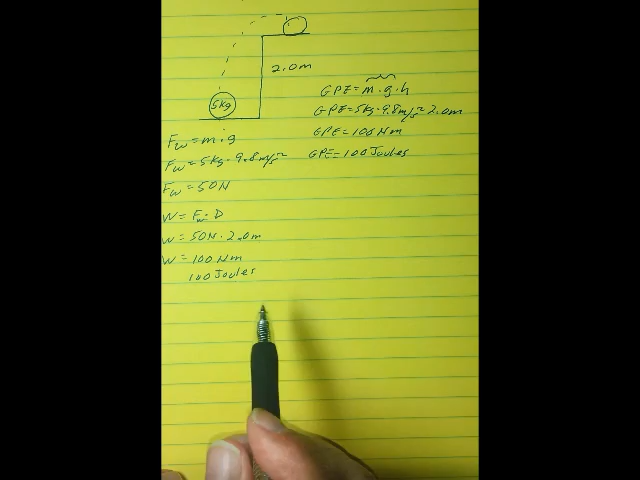 2.0m
5Kg
GPE = m·g·h
GPE = 5Kg·9.8m/s²·2.0m
GPE = 100 Nm
GPE = 100 Joules
Fw = m·g
Fw = 5Kg·9.8m/s²
Fw = 50N
W = Fw·D
W = 50N·2.0m
W = 100 Nm
100 Joules